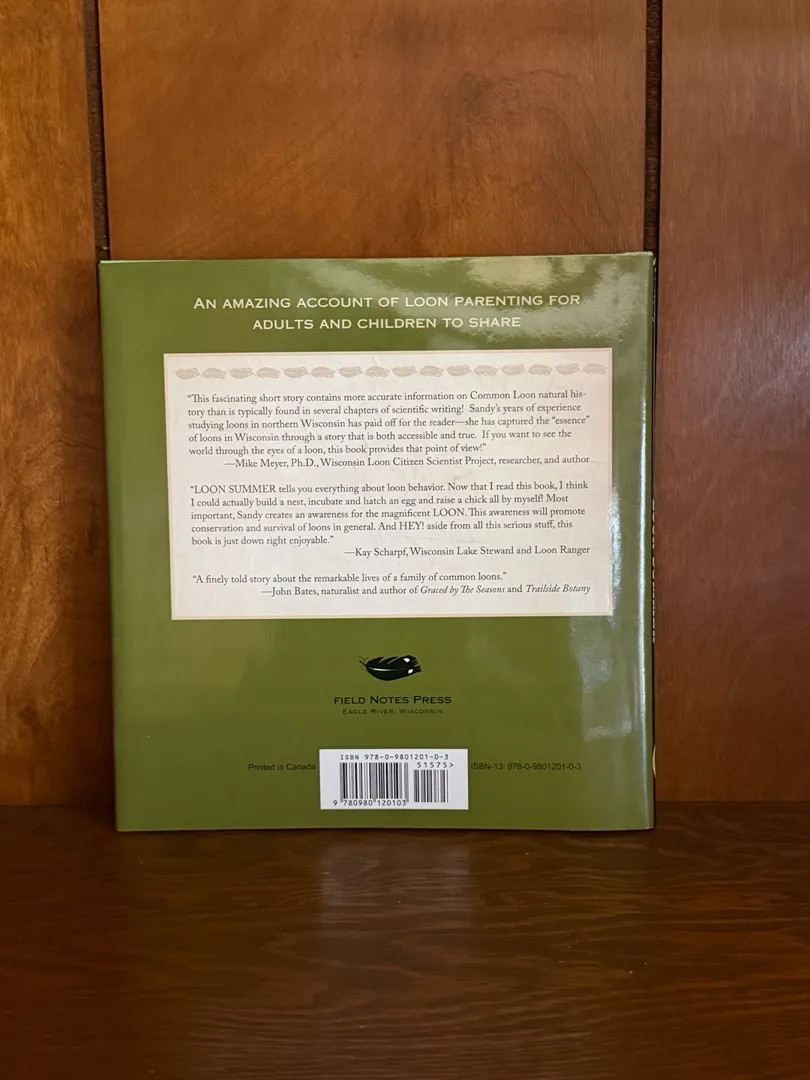 AN AMAZING ACCOUNT OF LOON PARENTING FOR
ADULTS AND CHILDREN TO SHARE
“This fascinating short story contains more accurate information on Common Loon natural his-
tory than is typically found in several chapters of scientific writing! Sandy’s years of experience
studying loons in northern Wisconsin has paid off for the reader—she has captured the “essence”
of loons in Wisconsin through a story that is both accessible and true. If you want to see the
world through the eyes of a loon, this book provides that point of view!”
—Mike Meyer, Ph.D., Wisconsin Loon Citizen Scientist Project, researcher, and author
“LOON SUMMER tells you everything about loon behavior. Now that I read this book, I think
I could actually build a nest, incubate and hatch an egg and raise a chick all by myself! Most
important, Sandy creates an awareness for the magnificent LOON. This awareness will promote
conservation and survival of loons in general. And HEY! aside from all this serious stuff, this
book is just down right enjoyable.”
—Kay Scharpf, Wisconsin Lake Steward and Loon Ranger
“A finely told story about the remarkable lives of a family of common loons.”
—John Bates, naturalist and author of Graced by The Seasons and Trailside Botany
FIELD NOTES PRESS
EAGLE RIVER, WISCONSIN
Printed in Canada
ISBN 978-0-9801201-0-3
51575>
9 780980 120103
ISBN-13: 978-0-9801201-0-3